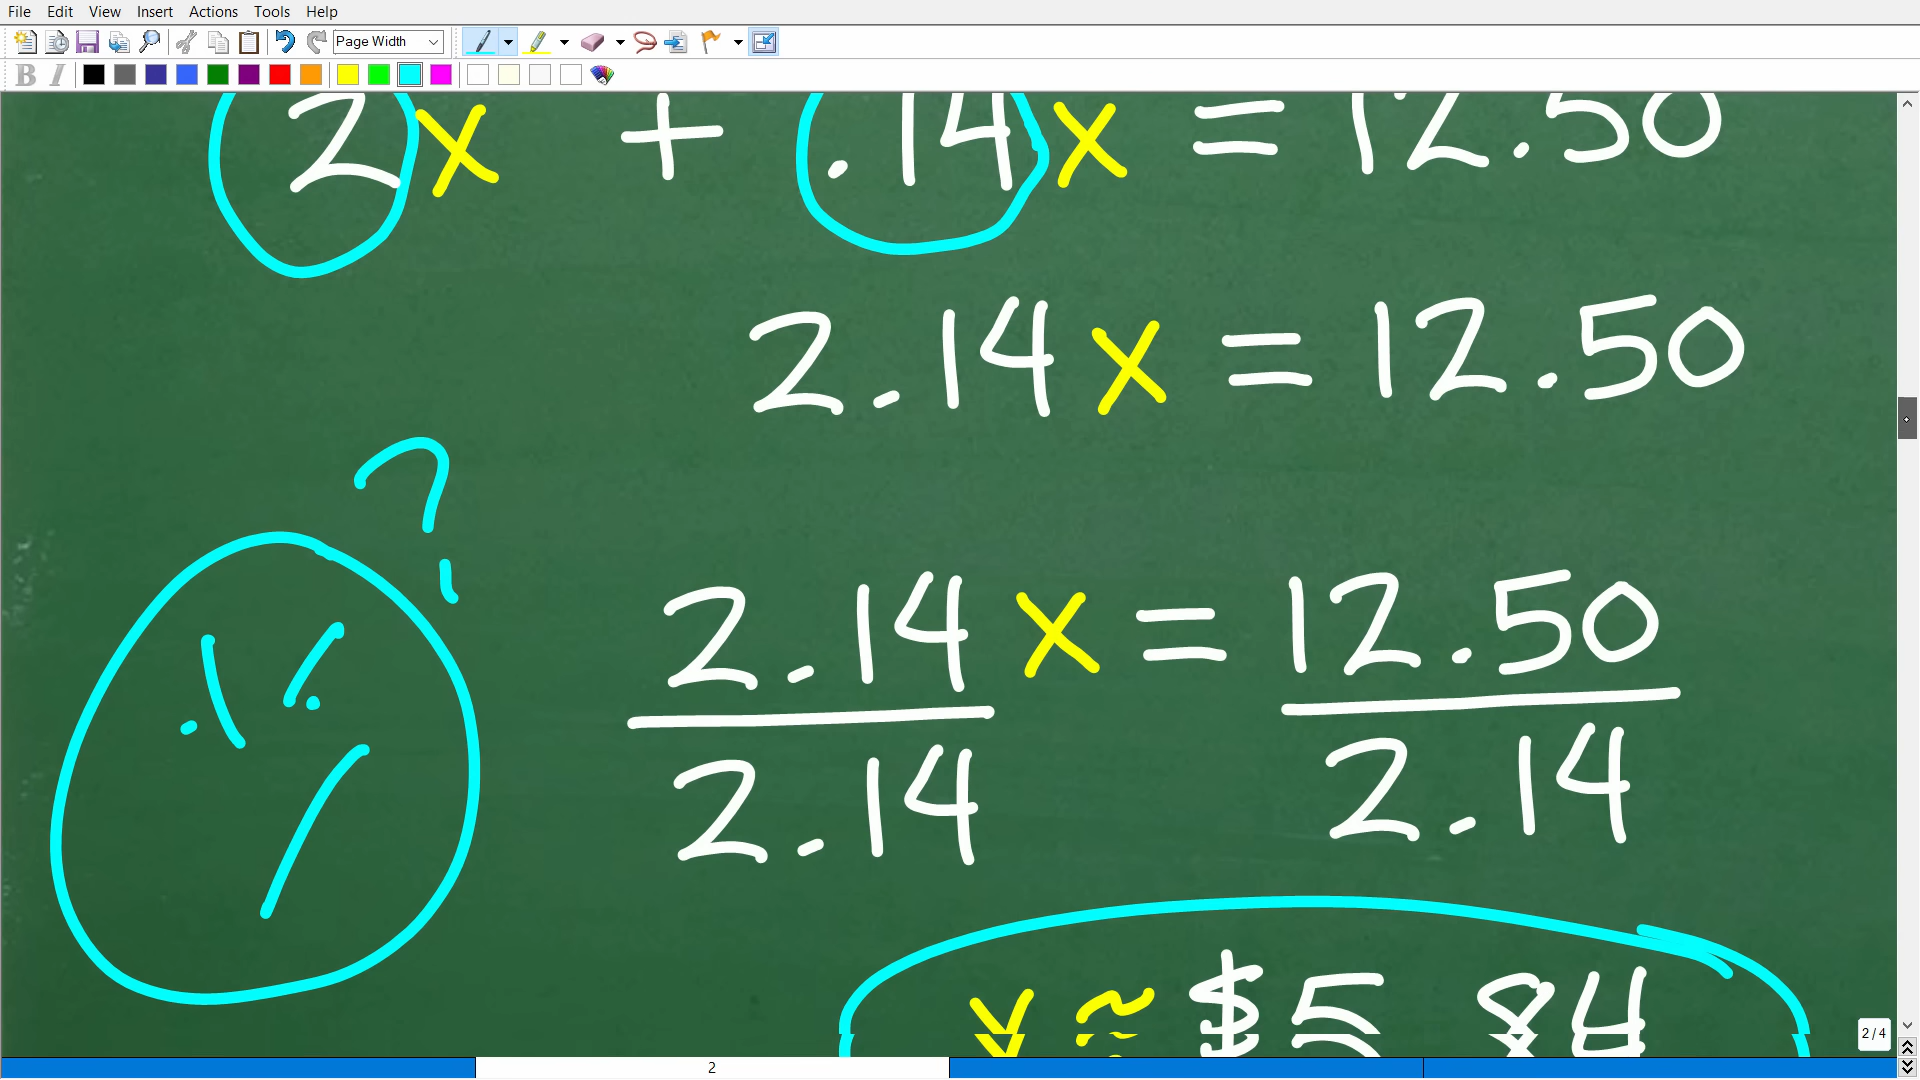 File Edit View Insert Actions Tools Help
Page Width
B I
2x + .14x = 12.50
2.14x = 12.50
?
2.14x = 12.50
2.14 2.14
x ≈ $5.84
2/4
2